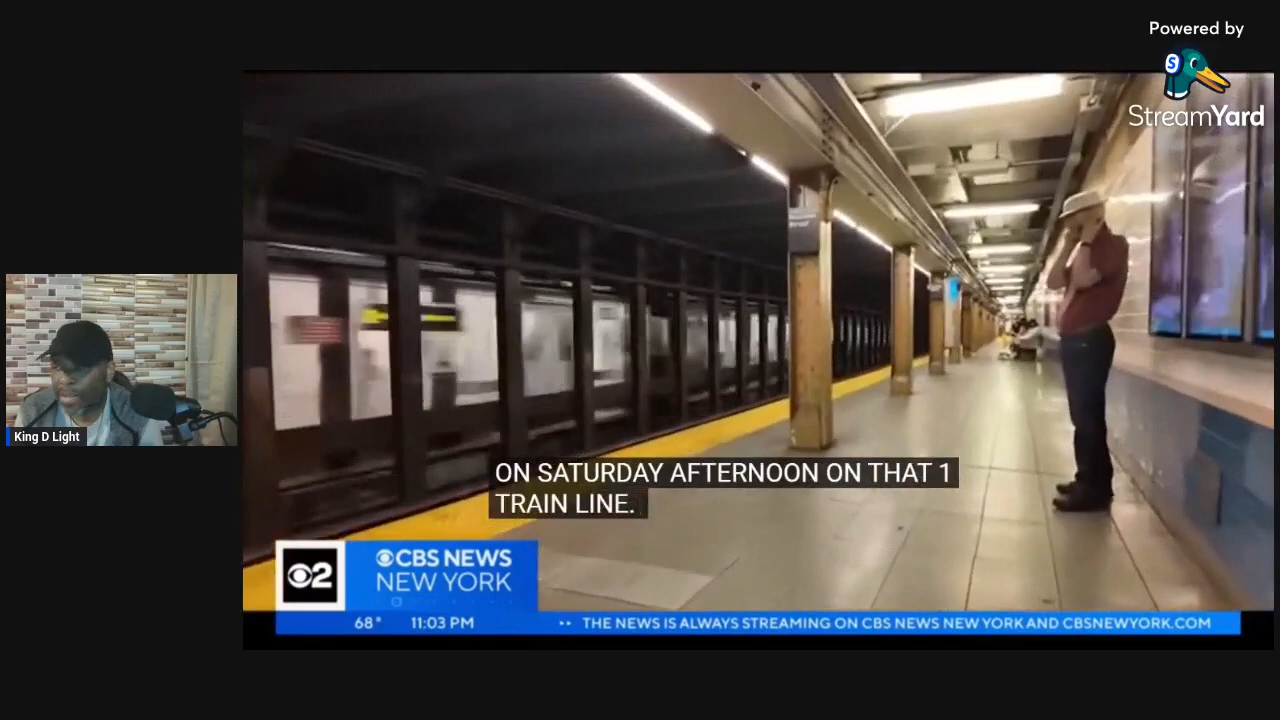 Powered by
S
StreamYard
King D Light
ON SATURDAY AFTERNOON ON THAT 1
TRAIN LINE.
2
CBS NEWS
NEW YORK
68° 11:03 PM THE NEWS IS ALWAYS STREAMING ON CBS NEWS NEW YORK AND CBSNEWYORK.COM